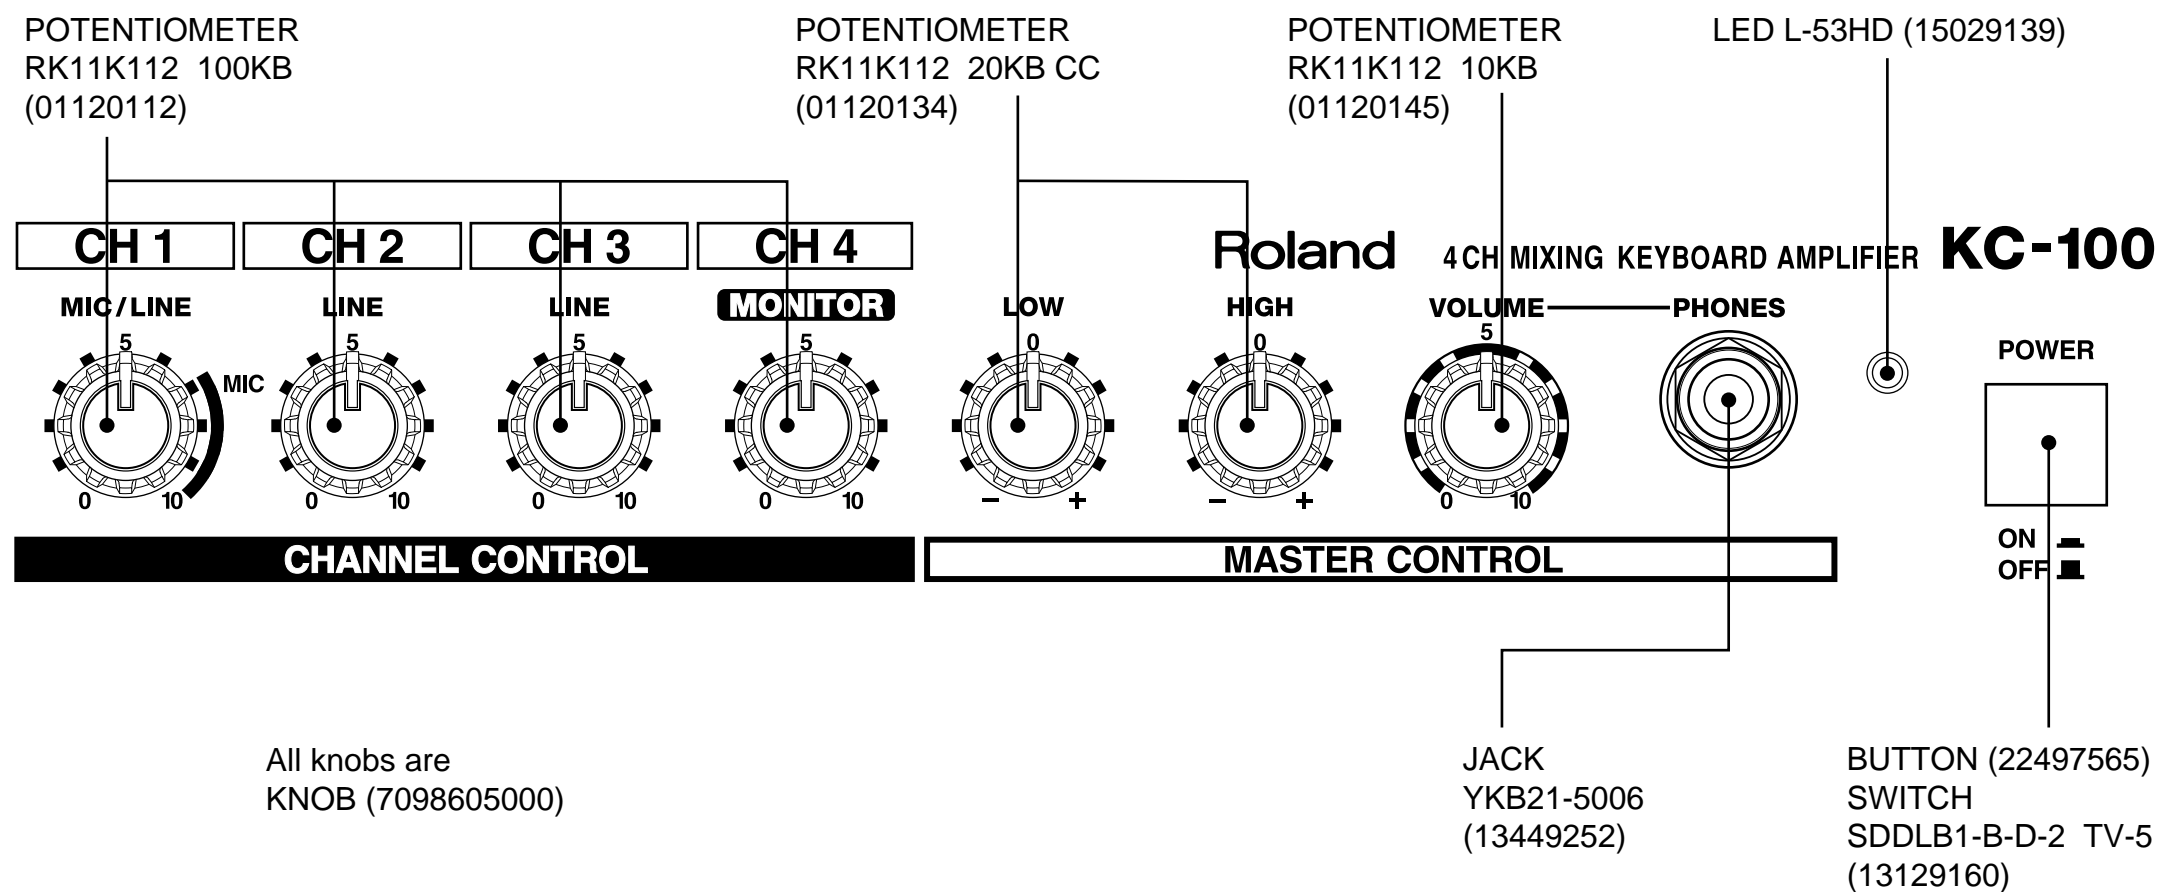 POTENTIOMETER
RK11K112 100KB
(01120112)
POTENTIOMETER
RK11K112 20KB CC
(01120134)
POTENTIOMETER
RK11K112 10KB
(01120145)
LED L-53HD (15029139)
CH 1
CH 2
CH 3
CH 4
Roland
4 CH MIXING KEYBOARD AMPLIFIER KC-100
MIC/LINE
LINE
LINE
MONITOR
LOW
HIGH
VOLUME
PHONES
POWER
5
5
5
5
0
0
5
MIC
0 10
0 10
0 10
0 10
− +
− +
0 10
ON
OFF
CHANNEL CONTROL
MASTER CONTROL
All knobs are
KNOB (7098605000)
JACK
YKB21-5006
(13449252)
BUTTON (22497565)
SWITCH
SDDLB1-B-D-2 TV-5
(13129160)